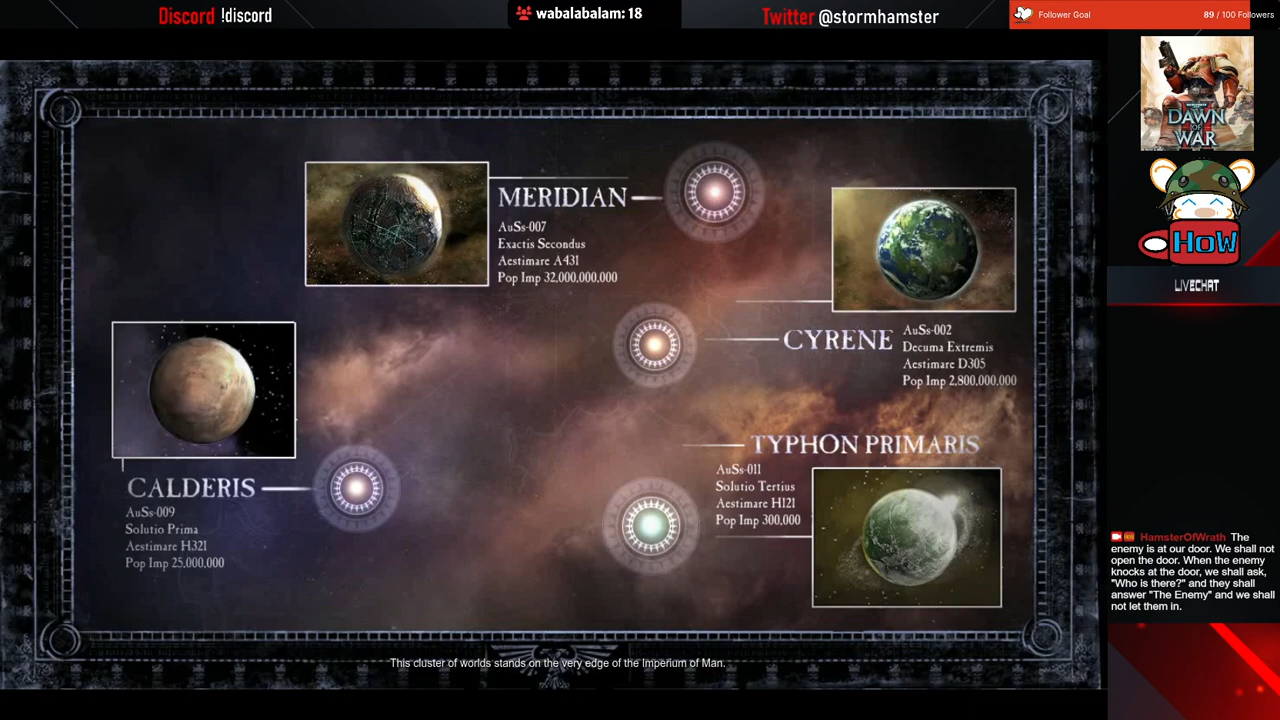 Discord !discord
wabalabalam: 18
Twitter @stormhamster
Follower Goal
89 / 100 Followers
DAWN
OF
WAR
II
HOW
LIVECHAT
MERIDIAN
AuSs-007
Exactis Secondus
Aestimare A431
Pop Imp 32,000,000,000
CYRENE
AuSs-002
Decuma Extremis
Aestimare D305
Pop Imp 2,800,000,000
TYPHON PRIMARIS
AuSs-011
Solutio Tertius
Aestimare H121
Pop Imp 300,000
CALDERIS
AuSs-009
Solutio Prima
Aestimare H321
Pop Imp 25,000,000
HamsterOfWrath The
enemy is at our door. We shall not
open the door. When the enemy
knocks at the door, we shall ask,
"Who is there?" and they shall
answer "The Enemy" and we shall
not let them in.
This cluster of worlds stands on the very edge of the Imperium of Man.